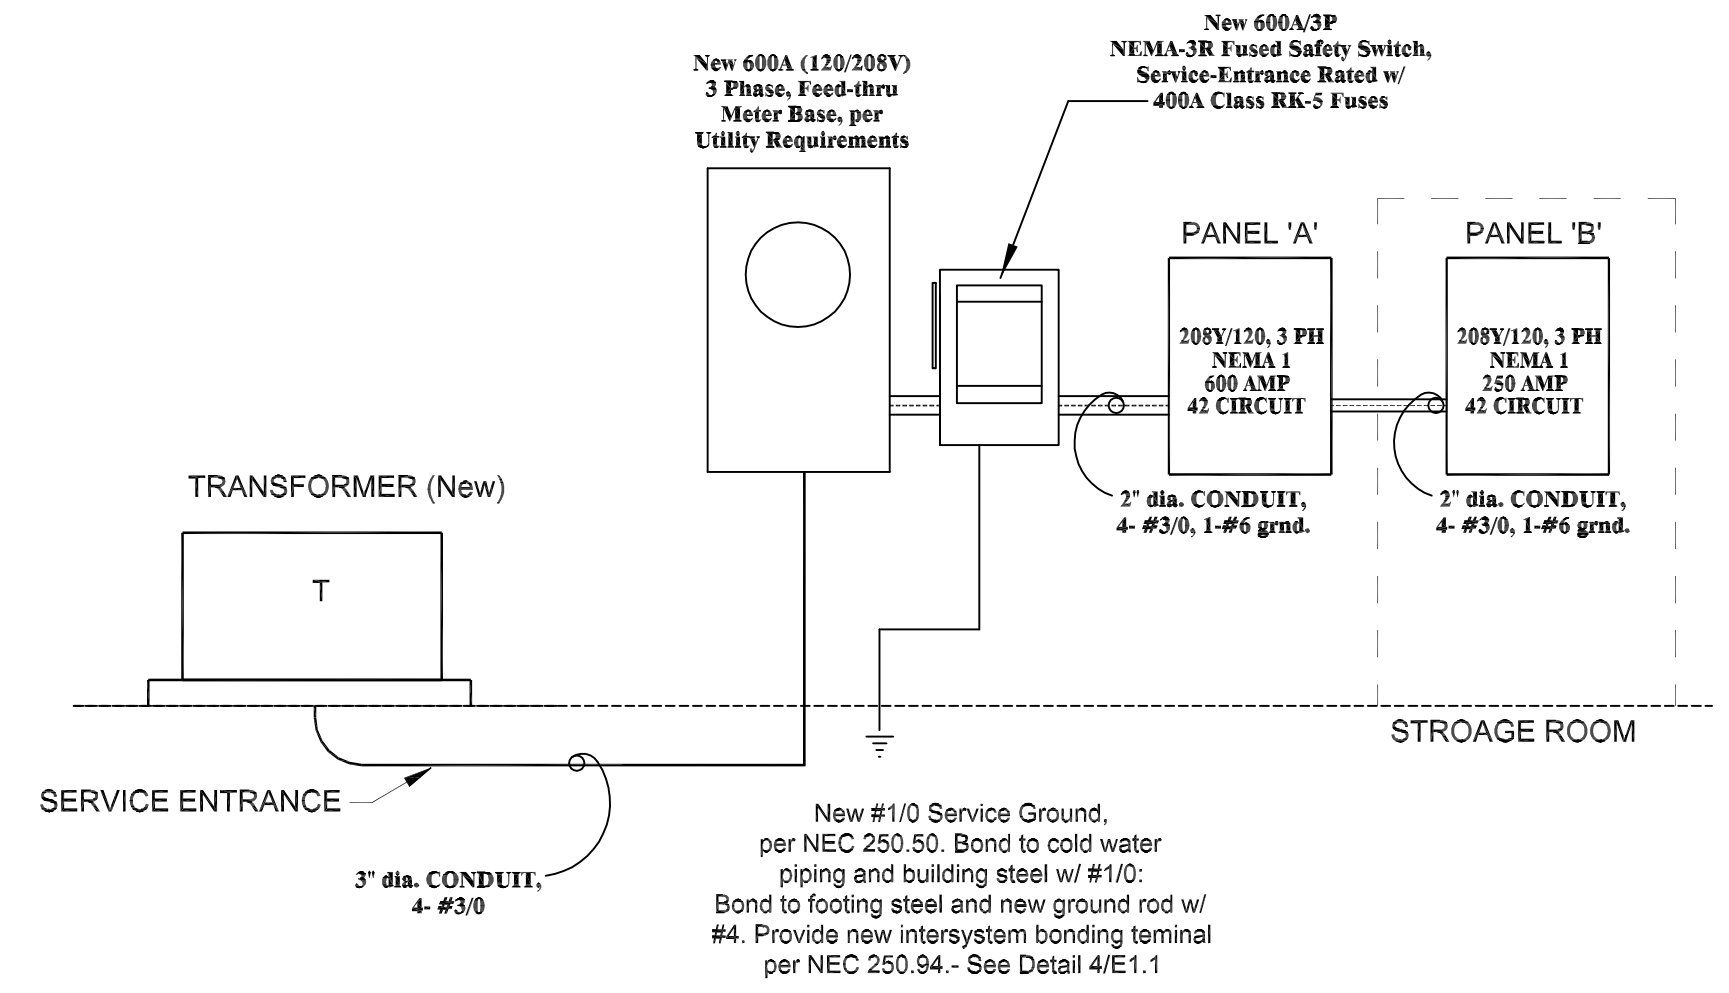 New 600A/3P
NEMA-3R Fused Safety Switch,
Service-Entrance Rated w/
400A Class RK-5 Fuses
New 600A (120/208V)
3 Phase, Feed-thru
Meter Base, per
Utility Requirements
PANEL 'A'
208Y/120, 3 PH
NEMA 1
600 AMP
42 CIRCUIT
PANEL 'B'
208Y/120, 3 PH
NEMA 1
250 AMP
42 CIRCUIT
2" dia. CONDUIT,
4- #3/0, 1-#6 grnd.
2" dia. CONDUIT,
4- #3/0, 1-#6 grnd.
TRANSFORMER (New)
T
STROAGE ROOM
SERVICE ENTRANCE
3" dia. CONDUIT,
4- #3/0
New #1/0 Service Ground,
per NEC 250.50. Bond to cold water
piping and building steel w/ #1/0:
Bond to footing steel and new ground rod w/
#4. Provide new intersystem bonding teminal
per NEC 250.94.- See Detail 4/E1.1